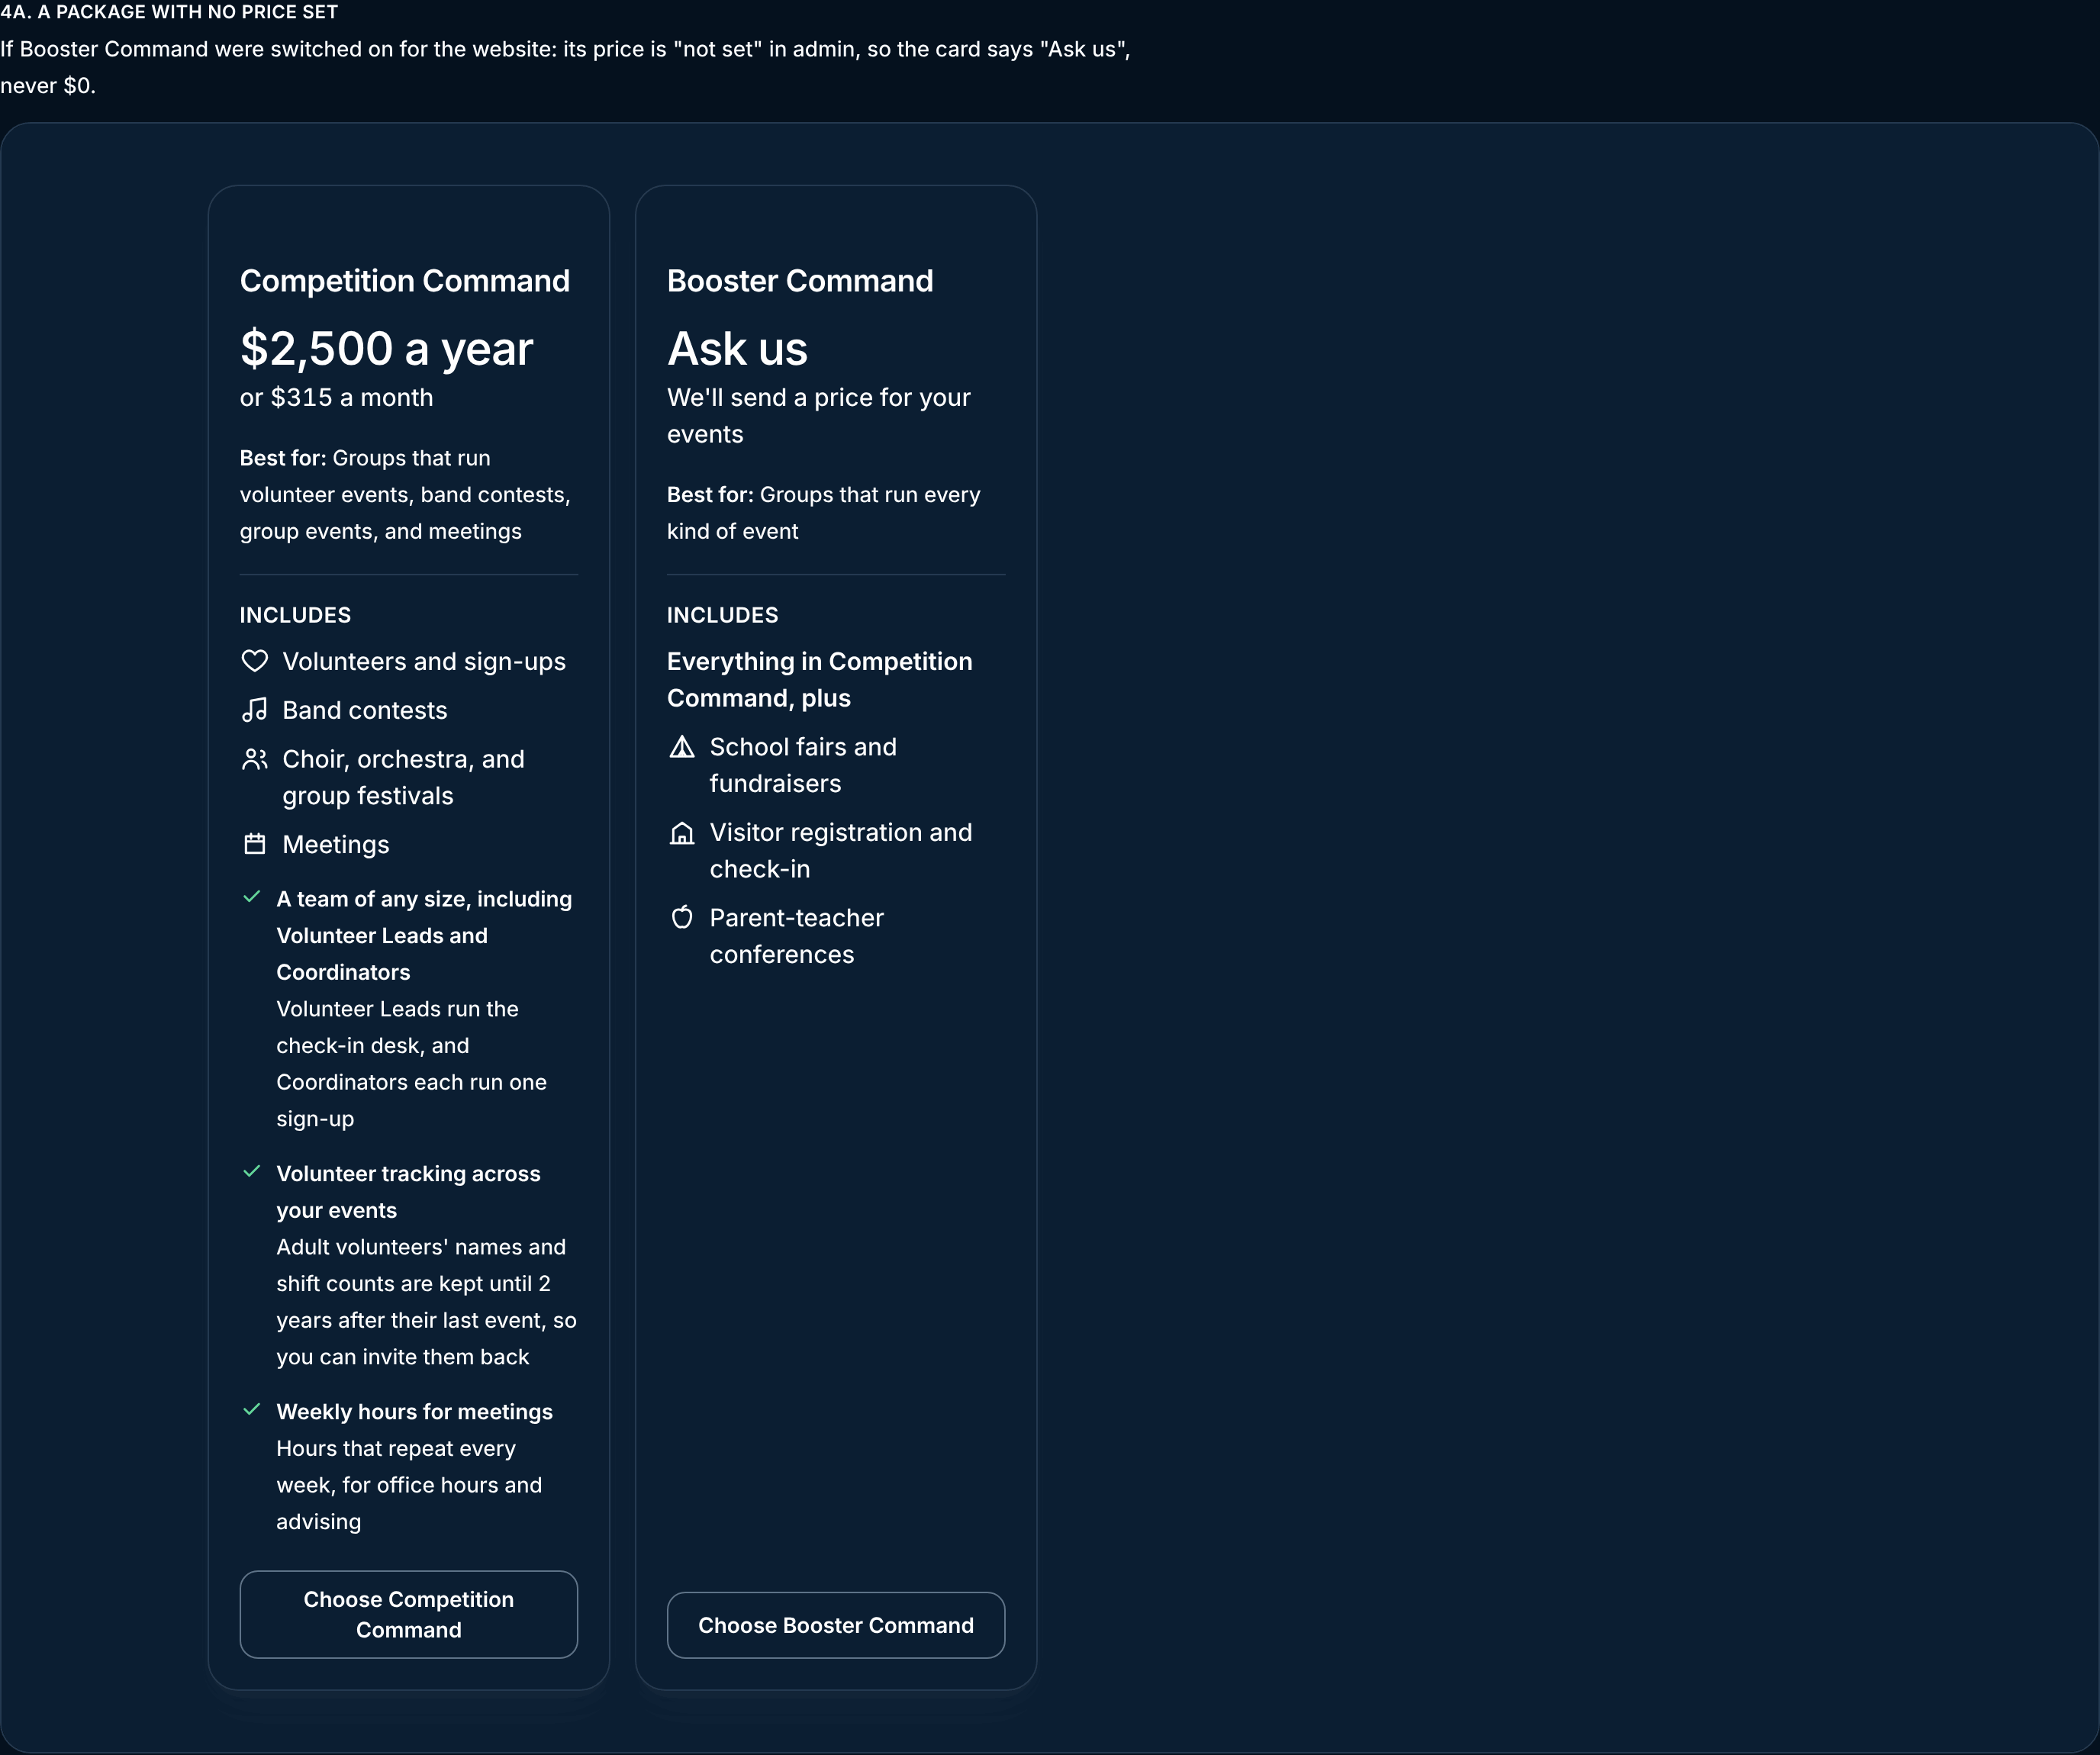 4A. A PACKAGE WITH NO PRICE SET
If Booster Command were switched on for the website: its price is "not set" in admin, so the card says "Ask us",
never $0.
Competition Command
$2,500 a year
or $315 a month
Best for: Groups that run
volunteer events, band contests,
group events, and meetings
INCLUDES
Volunteers and sign-ups
Band contests
Choir, orchestra, and
group festivals
Meetings
A team of any size, including
Volunteer Leads and
Coordinators
Volunteer Leads run the
check-in desk, and
Coordinators each run one
sign-up
Volunteer tracking across
your events
Adult volunteers' names and
shift counts are kept until 2
years after their last event, so
you can invite them back
Weekly hours for meetings
Hours that repeat every
week, for office hours and
advising
Choose Competition
Command
Booster Command
Ask us
We'll send a price for your
events
Best for: Groups that run every
kind of event
INCLUDES
Everything in Competition
Command, plus
School fairs and
fundraisers
Visitor registration and
check-in
Parent-teacher
conferences
Choose Booster Command